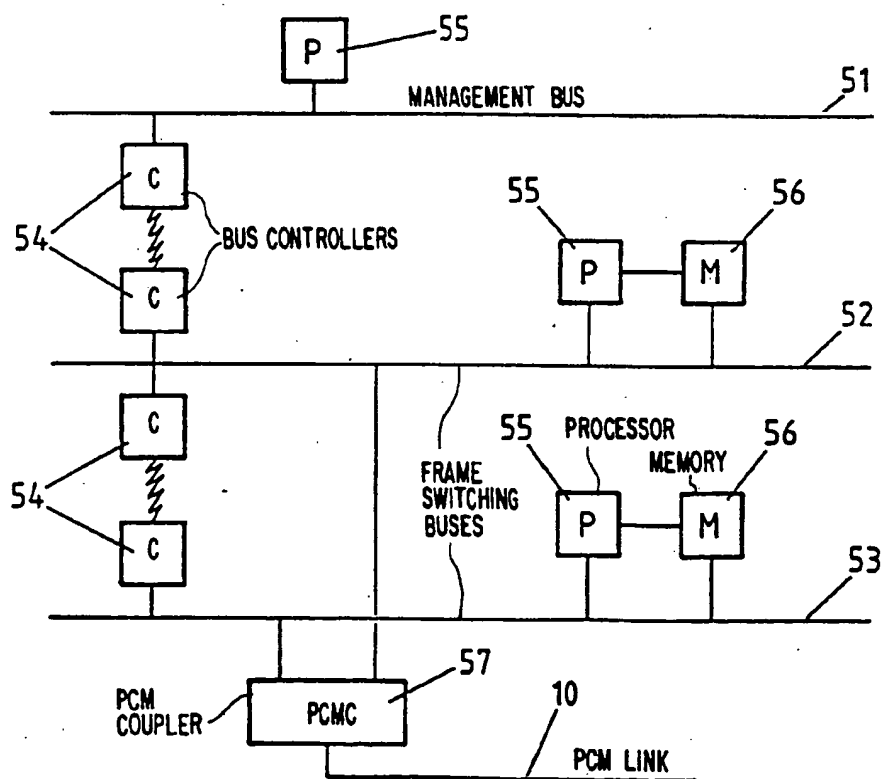 55
P
51
MANAGEMENT BUS
C
54
BUS CONTROLLERS
C
55
56
P
M
52
C
54
C
FRAME
SWITCHING
BUSES
55
PROCESSOR
56
MEMORY
P
M
53
57
PCM
COUPLER
PCMC
10
PCM LINK